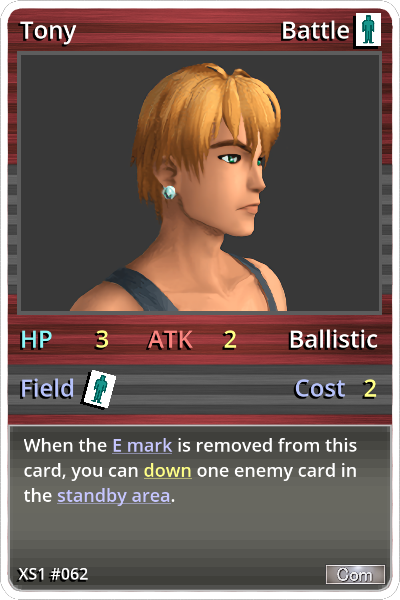 Tony Battle
HP 3 ATK 2 Ballistic
Field Cost 2
When the E mark is removed from this
card, you can down one enemy card in
the standby area.
XS1 #062 Com